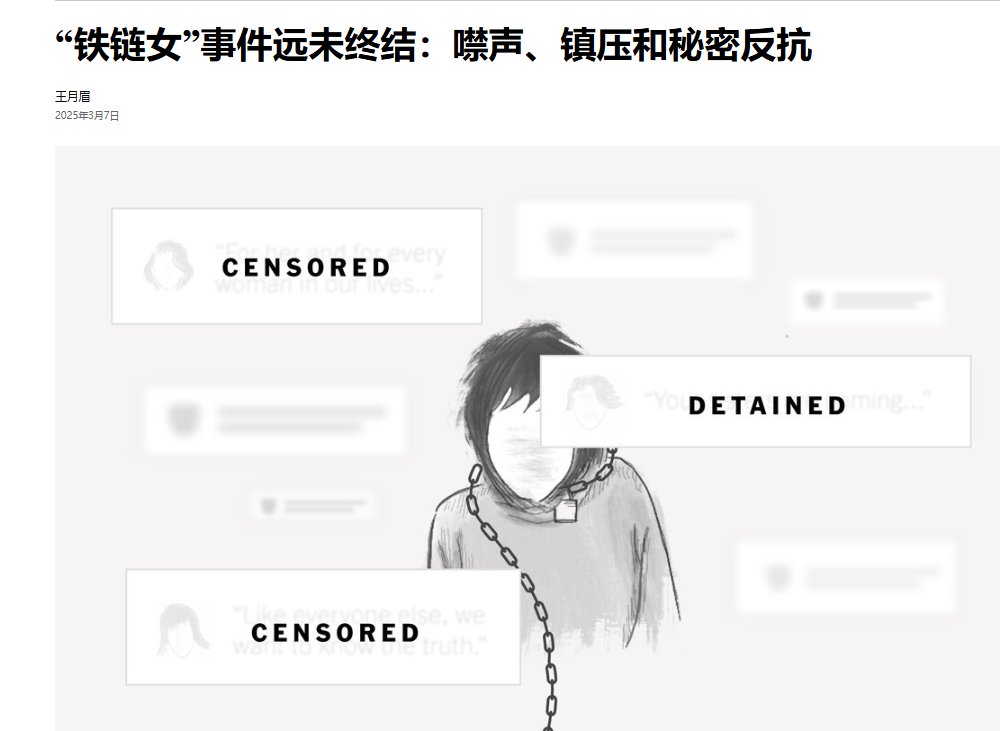 “铁链女”事件远未终结：噤声、镇压和秘密反抗
王月眉
2025年3月7日
“For her and for every
CENSORED
woman in our lives...”
“You
DETAINED
ming...”
“Like everyone else, we
CENSORED
want to know the truth.”